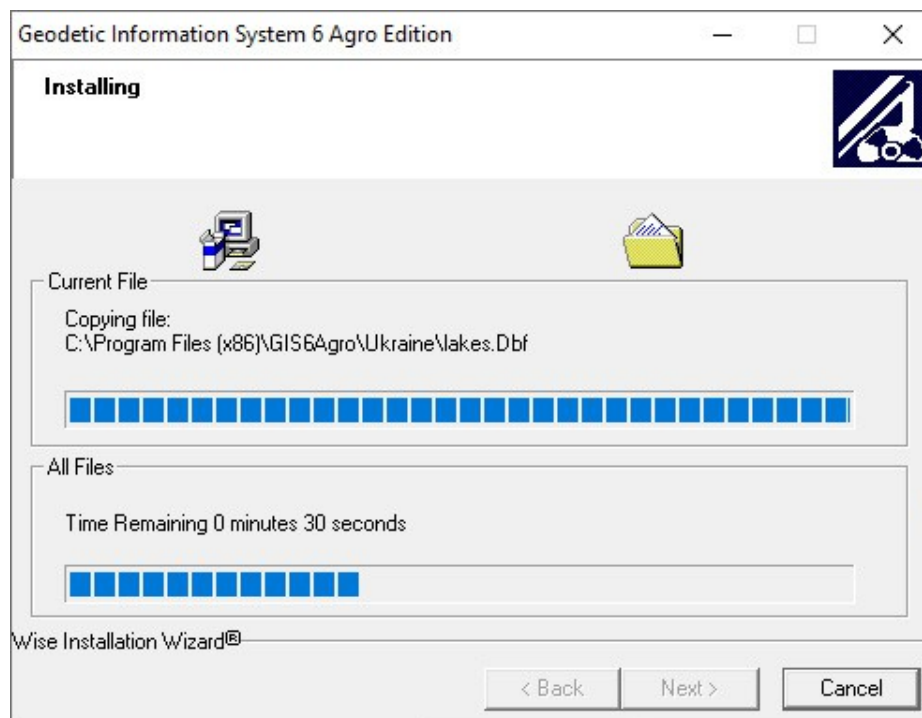 Geodetic Information System 6 Agro Edition
Installing
Current File
Copying file:
C:\Program Files (x86)\GIS6Agro\Ukraine\lakes.Dbf
All Files
Time Remaining 0 minutes 30 seconds
Wise Installation Wizard®
< Back
Next >
Cancel